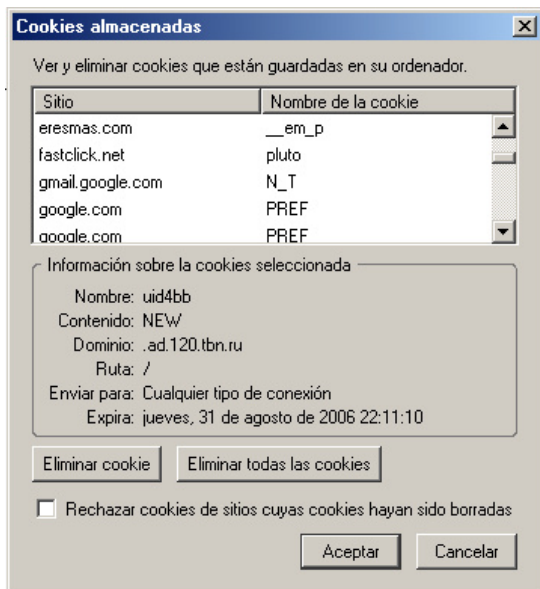 Cookies almacenadas
Ver y eliminar cookies que están guardadas en su ordenador.
Sitio Nombre de la cookie
eresmas.com __em_p
fastclick.net pluto
gmail.google.com N_T
google.com PREF
google.com PREF
Información sobre la cookies seleccionada
Nombre: uid4bb
Contenido: NEW
Dominio: .ad.120.tbn.ru
Ruta: /
Enviar para: Cualquier tipo de conexión
Expira: jueves, 31 de agosto de 2006 22:11:10
Eliminar cookie Eliminar todas las cookies
Rechazar cookies de sitios cuyas cookies hayan sido borradas
Aceptar Cancelar